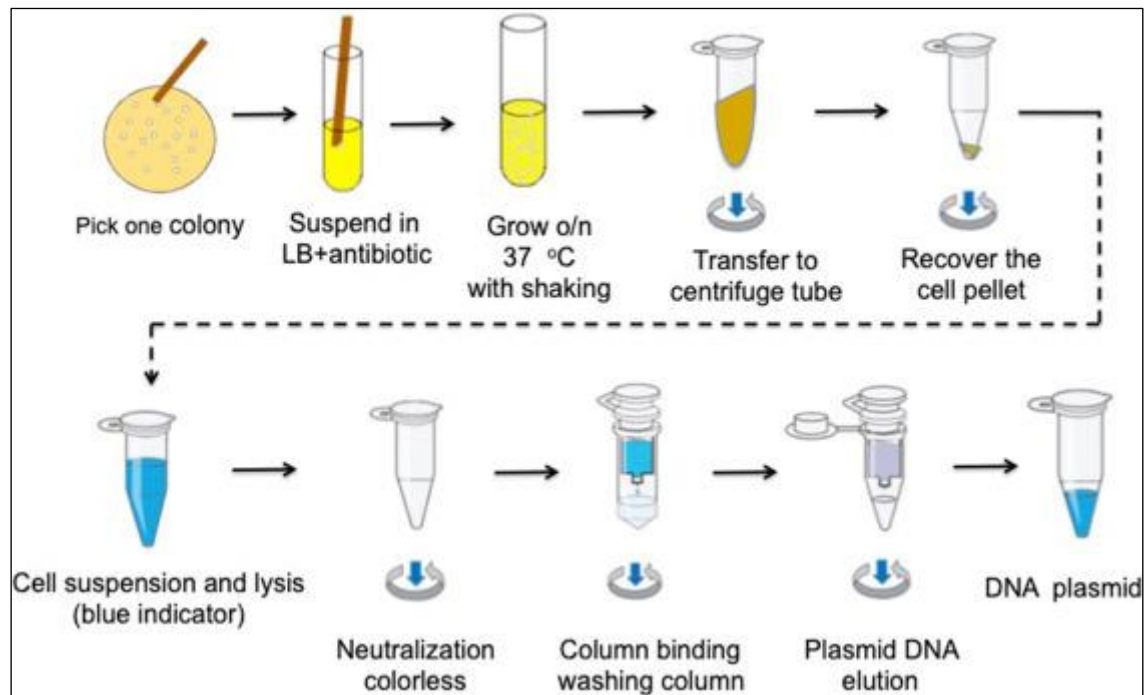 Pick one colony
Suspend in
LB+antibiotic
Grow o/n
37 °C
with shaking
Transfer to
centrifuge tube
Recover the
cell pellet
Cell suspension and lysis
(blue indicator)
Neutralization
colorless
Column binding
washing column
Plasmid DNA
elution
DNA plasmid